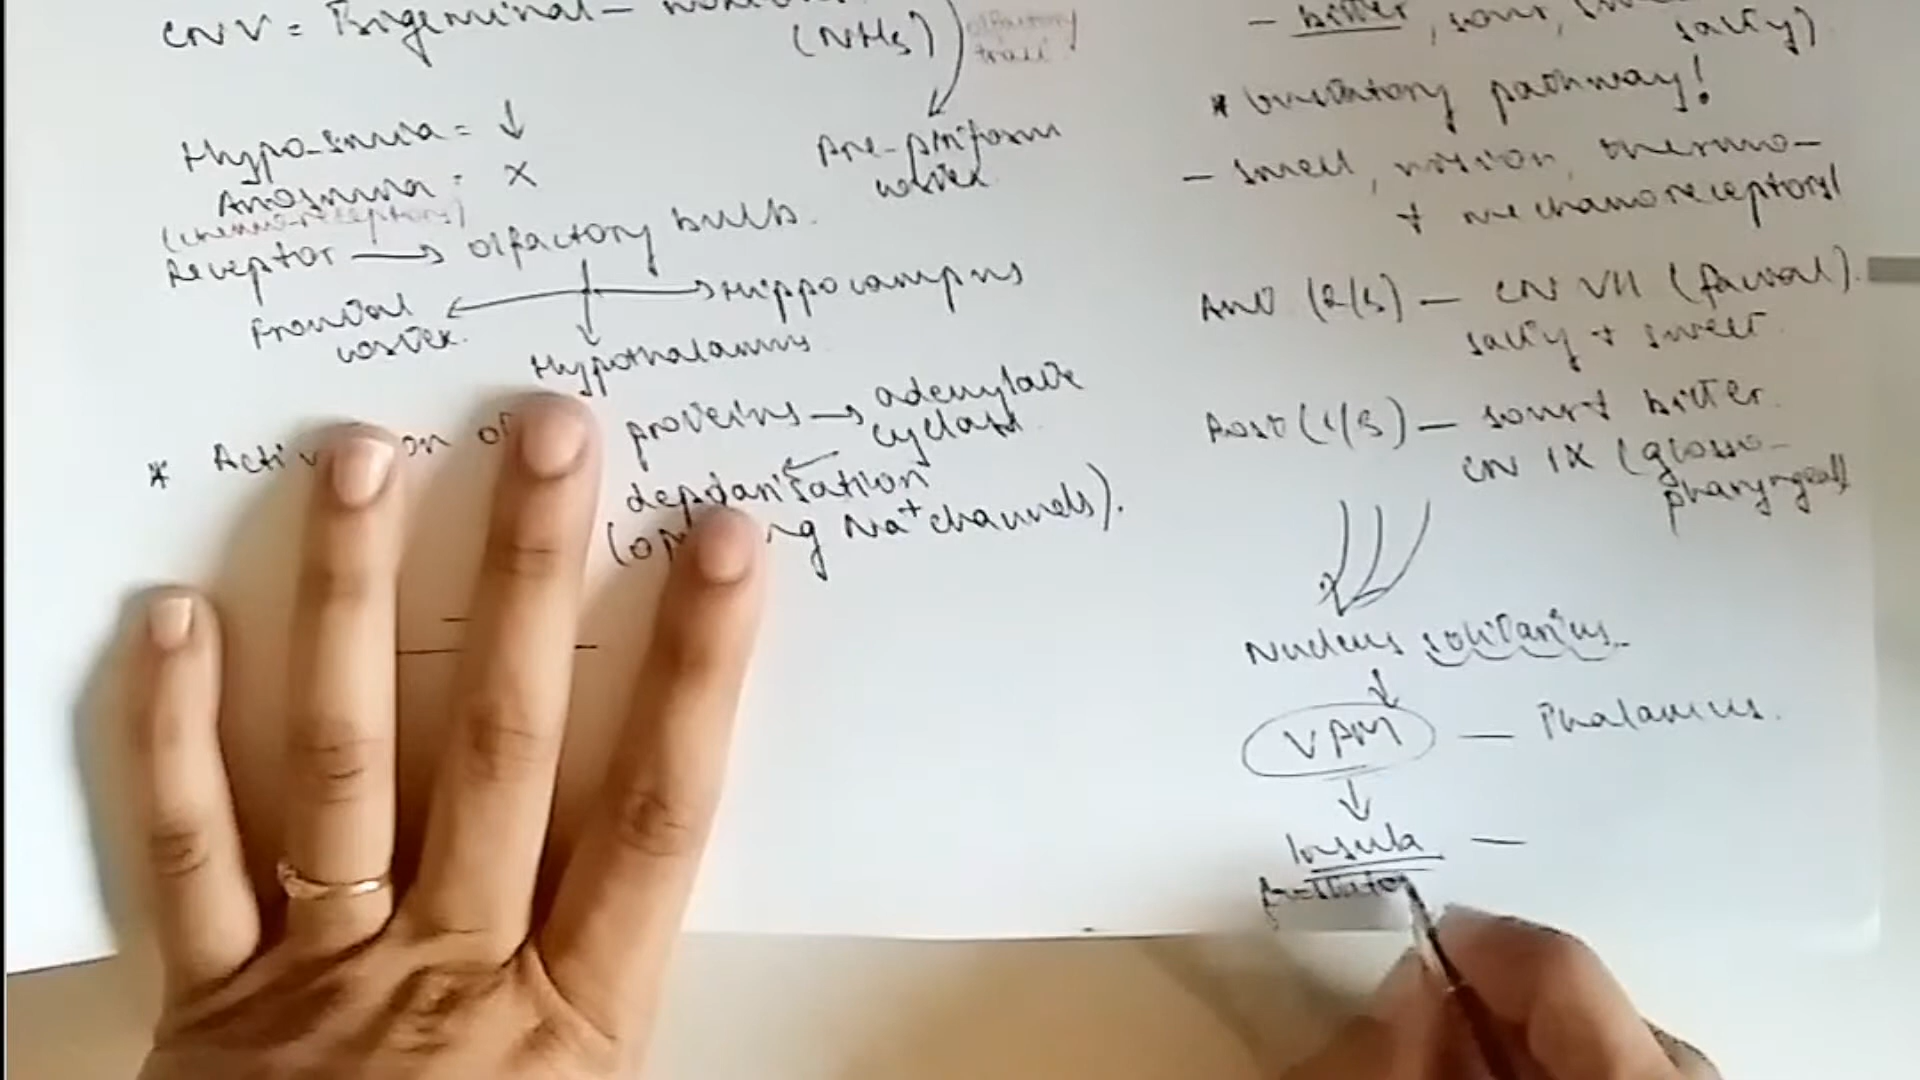 CN V = Trigeminal -
(NH3)
olfactory
tract
Pre-piriform
cortex
Hyposmia = ↓
Anosmia = X
(chemo-receptors)
Receptor → olfactory bulb.
Frontal
cortex.
Hippocampus
Hypothalamus
* of proteins → adenylate
cyclase
depolarisation
Na+ channels).
- bitter, sour,
salty)
* Gustatory pathway!
- smell, vision, thermo-
+ mechanoreceptors!
Ant (2/3) - CN VII (facial).
salty + sweet.
Post (1/3) - sour + bitter.
CN IX (glosso-
pharyngeal)
Nucleus solitarius
↓
VPM - Thalamus.
↓
Insula -